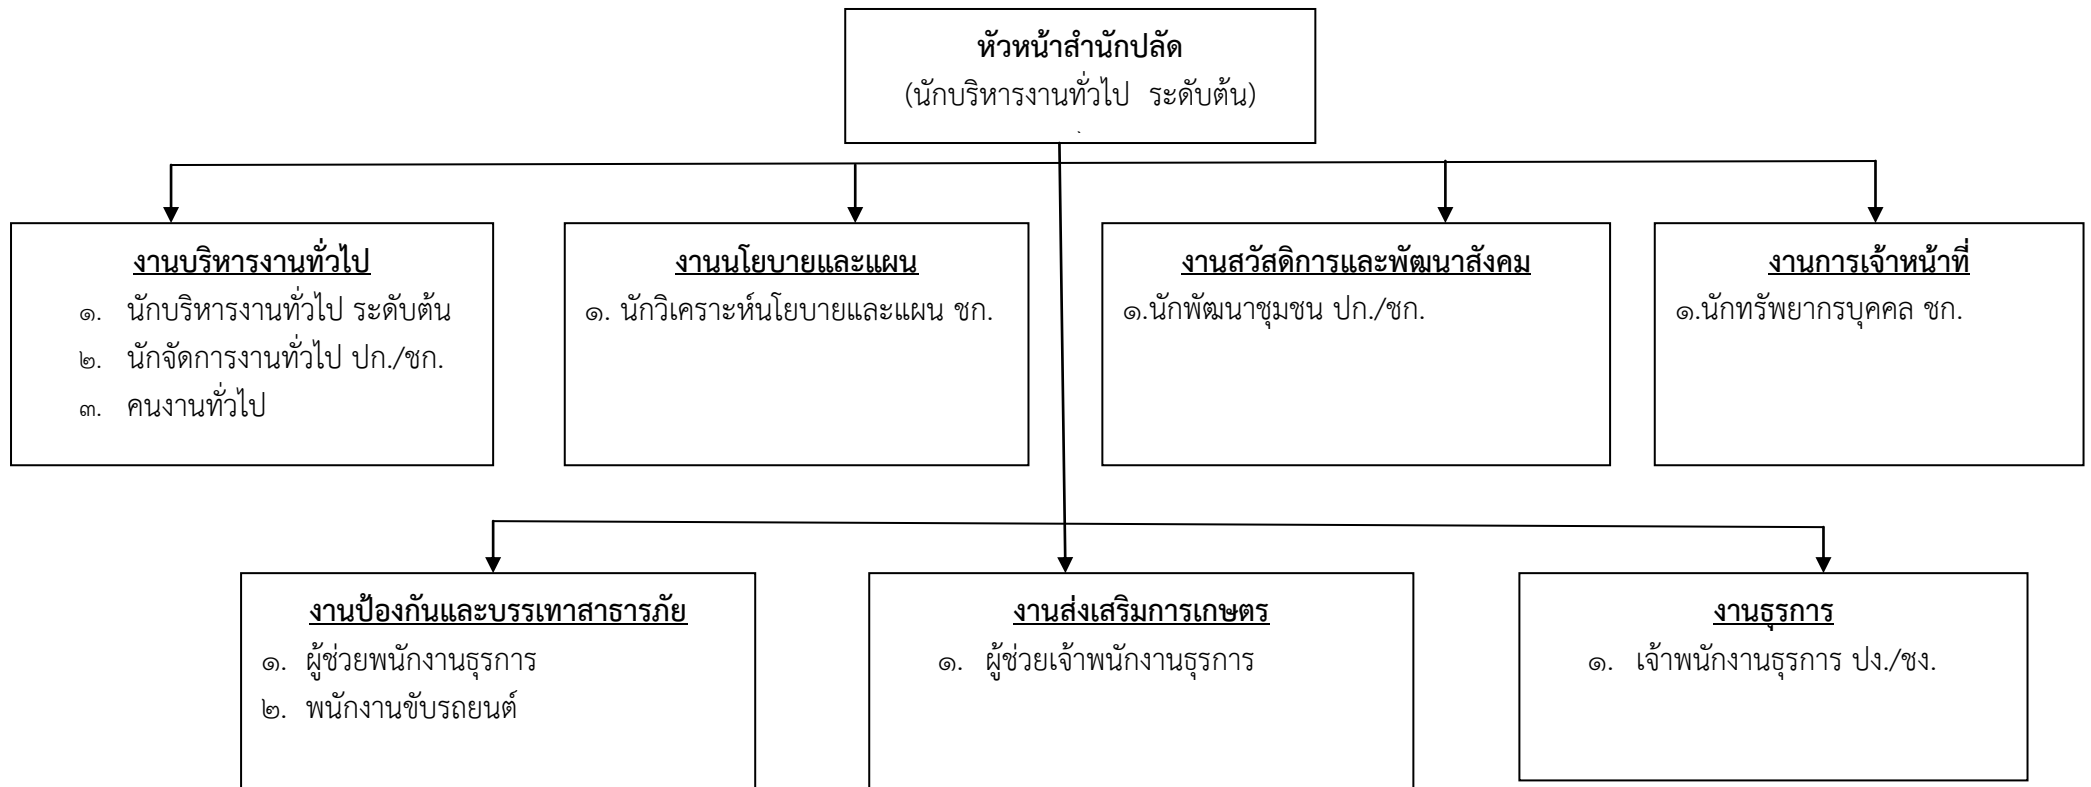 หัวหน้าสำนักปลัด
(นักบริหารงานทั่วไป ระดับต้น)
งานบริหารงานทั่วไป
๑. นักบริหารงานทั่วไป ระดับต้น
๒. นักจัดการงานทั่วไป ปก./ชก.
๓. คนงานทั่วไป
งานนโยบายและแผน
๑. นักวิเคราะห์นโยบายและแผน ชก.
งานสวัสดิการและพัฒนาสังคม
๑.นักพัฒนาชุมชน ปก./ชก.
งานการเจ้าหน้าที่
๑.นักทรัพยากรบุคคล ชก.
งานป้องกันและบรรเทาสาธารภัย
๑. ผู้ช่วยพนักงานธุรการ
๒. พนักงานขับรถยนต์
งานส่งเสริมการเกษตร
๑. ผู้ช่วยเจ้าพนักงานธุรการ
งานธุรการ
๑. เจ้าพนักงานธุรการ ปง./ชง.